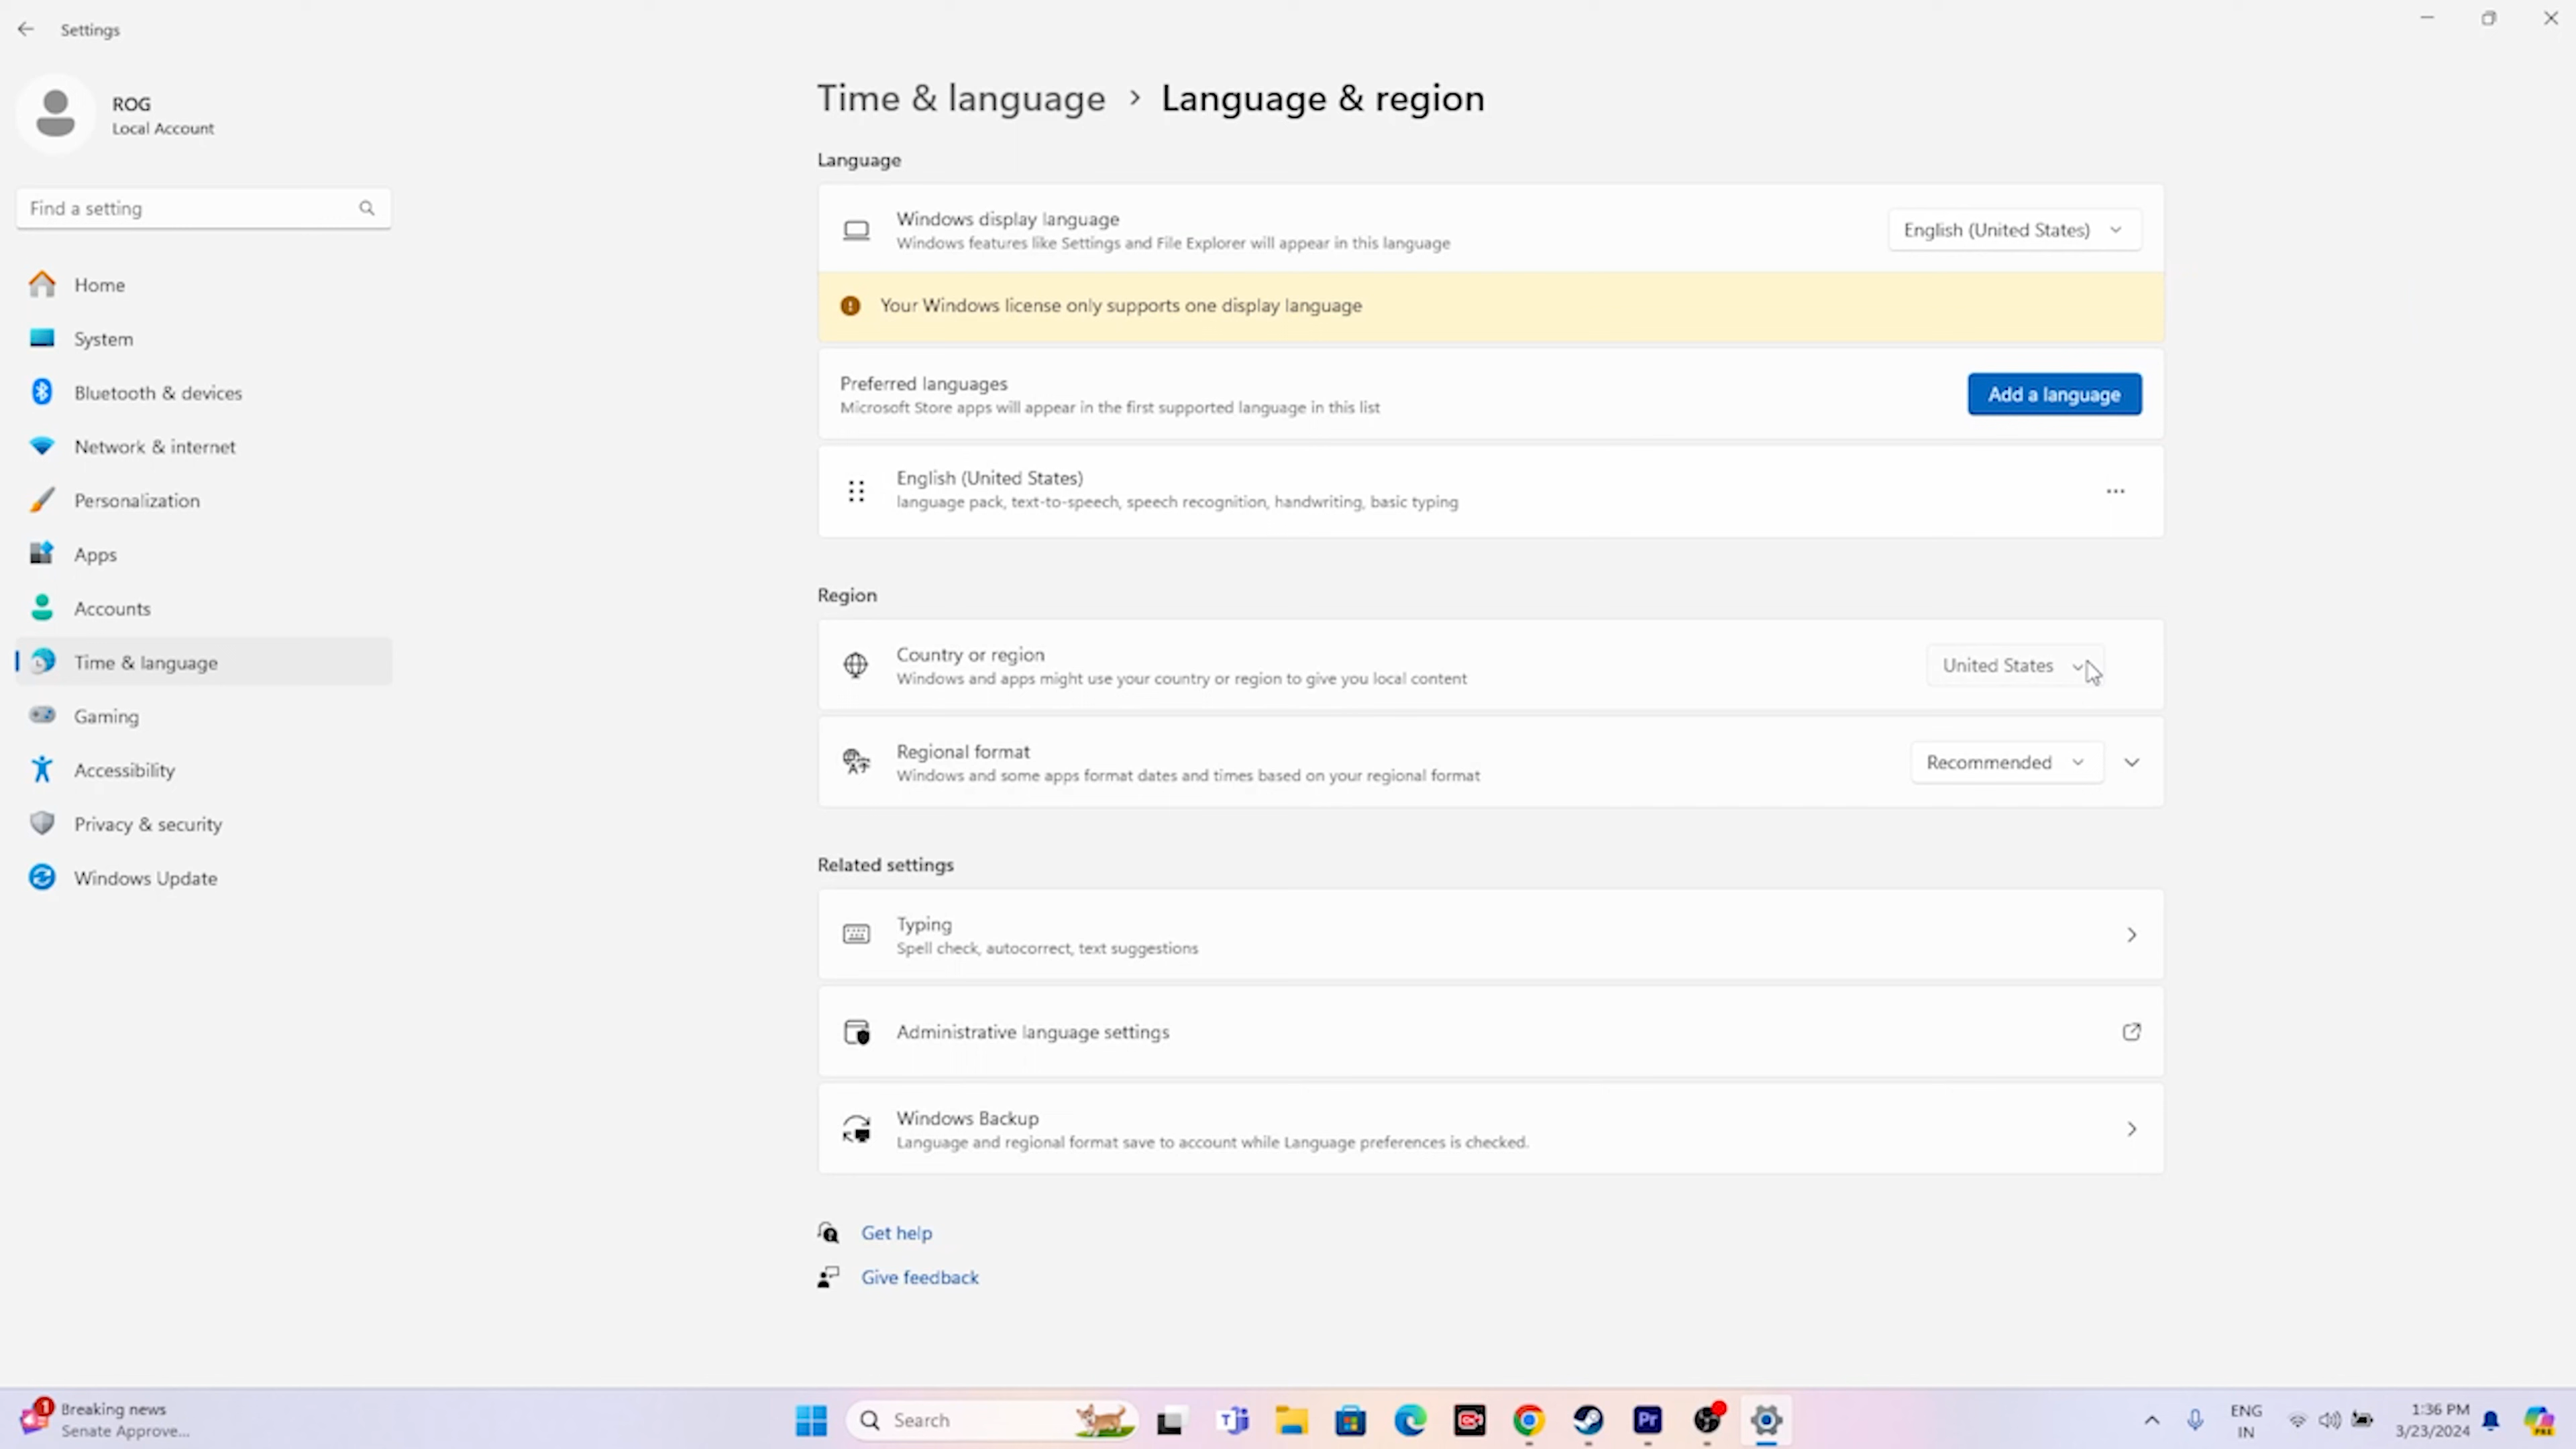 Settings
ROG
Local Account
Find a setting
Home
System
Bluetooth & devices
Network & internet
Personalization
Apps
Accounts
Time & language
Gaming
Accessibility
Privacy & security
Windows Update
Time & language › Language & region
Language
Windows display language
Windows features like Settings and File Explorer will appear in this language
English (United States)
Your Windows license only supports one display language
Preferred languages
Microsoft Store apps will appear in the first supported language in this list
Add a language
English (United States)
language pack, text-to-speech, speech recognition, handwriting, basic typing
Region
Country or region
Windows and apps might use your country or region to give you local content
United States
Regional format
Windows and some apps format dates and times based on your regional format
Recommended
Related settings
Typing
Spell check, autocorrect, text suggestions
Administrative language settings
Windows Backup
Language and regional format save to account while Language preferences is checked.
Get help
Give feedback
1
Breaking news
Senate Approve...
Search
Pr
ENG
IN
1:36 PM
3/23/2024
PRE